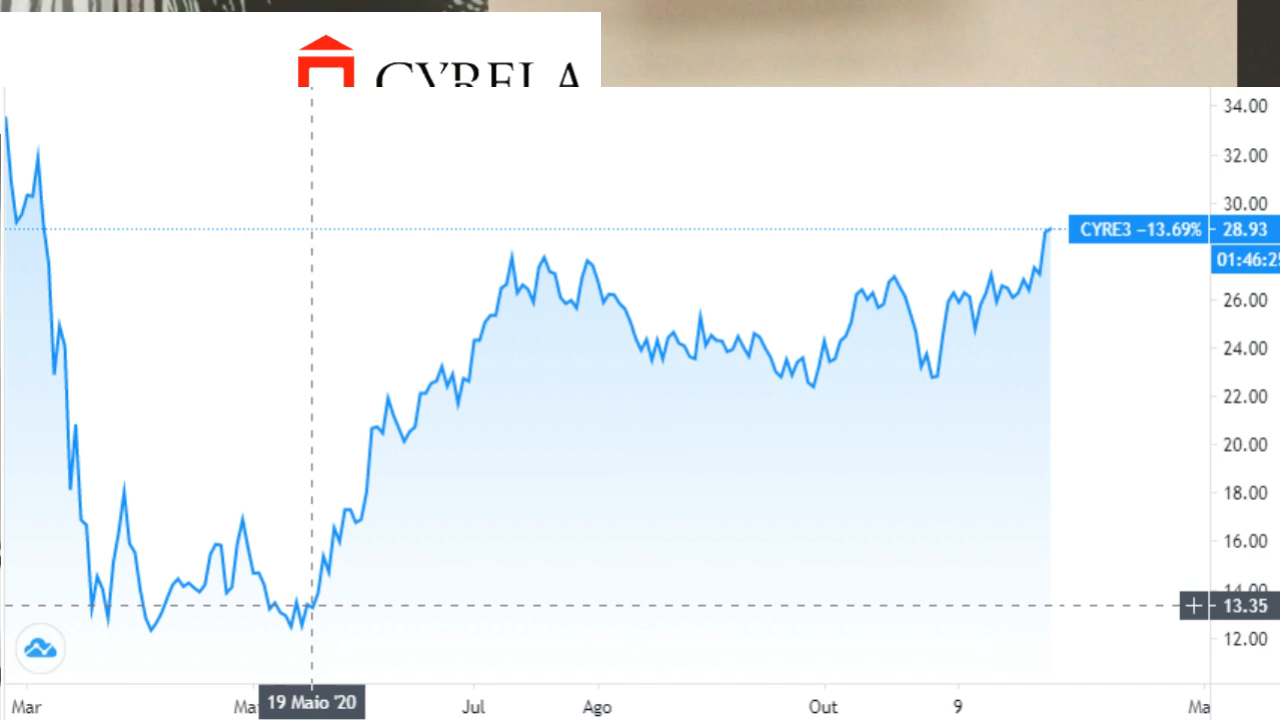 CYRELA
34.00
32.00
30.00
CYRE3 −13.69% 28.93
01:46:25
26.00
24.00
22.00
20.00
18.00
16.00
14.00
13.35
12.00
Mar
19 Maio '20
Jul
Ago
Out
9